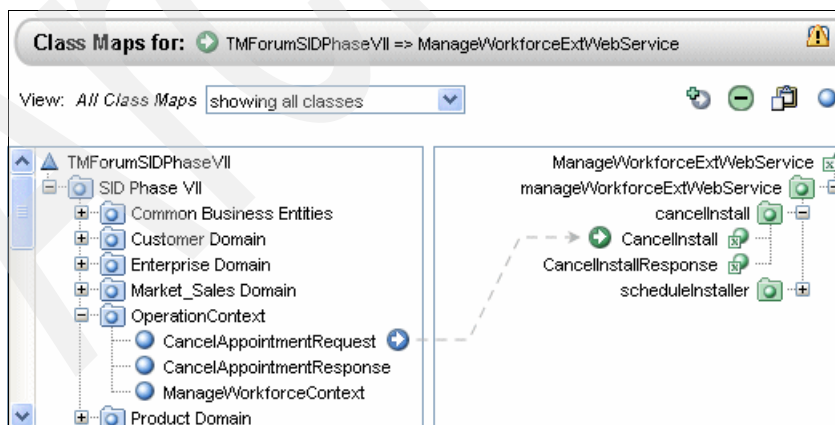 Class Maps for: TMForumSIDPhaseVII => ManageWorkforceExtWebService
View: All Class Maps showing all classes
TMForumSIDPhaseVII
SID Phase VII
Common Business Entities
Customer Domain
Enterprise Domain
Market_Sales Domain
OperationContext
CancelAppointmentRequest
CancelAppointmentResponse
ManageWorkforceContext
Product Domain
ManageWorkforceExtWebService
manageWorkforceExtWebService
cancelInstall
CancelInstall
CancelInstallResponse
scheduleInstaller